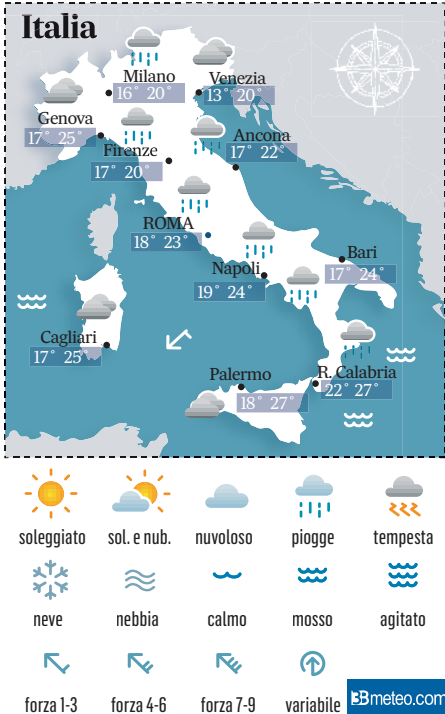 Italia
Milano
16° 20°
Venezia
13° 20°
Genova
17° 25°
Ancona
17° 22°
Firenze
17° 20°
ROMA
18° 23°
Bari
17° 24°
Napoli
19° 24°
Cagliari
17° 25°
Palermo
18° 27°
R. Calabria
22° 27°
soleggiato sol. e nub. nuvoloso piogge tempesta
neve nebbia calmo mosso agitato
forza 1-3 forza 4-6 forza 7-9 variabile
3Bmeteo.com